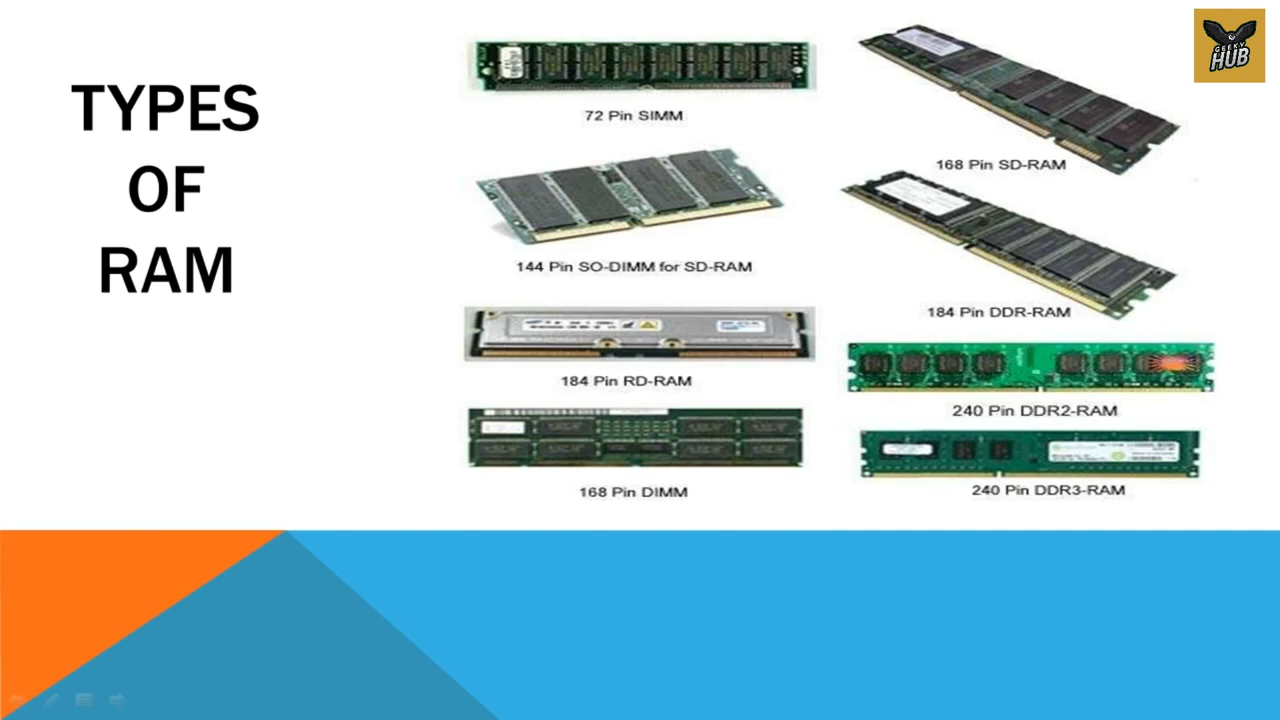 TYPES
OF
RAM
72 Pin SIMM
168 Pin SD-RAM
144 Pin SO-DIMM for SD-RAM
184 Pin DDR-RAM
184 Pin RD-RAM
240 Pin DDR2-RAM
168 Pin DIMM
240 Pin DDR3-RAM
GEEKY
HUB